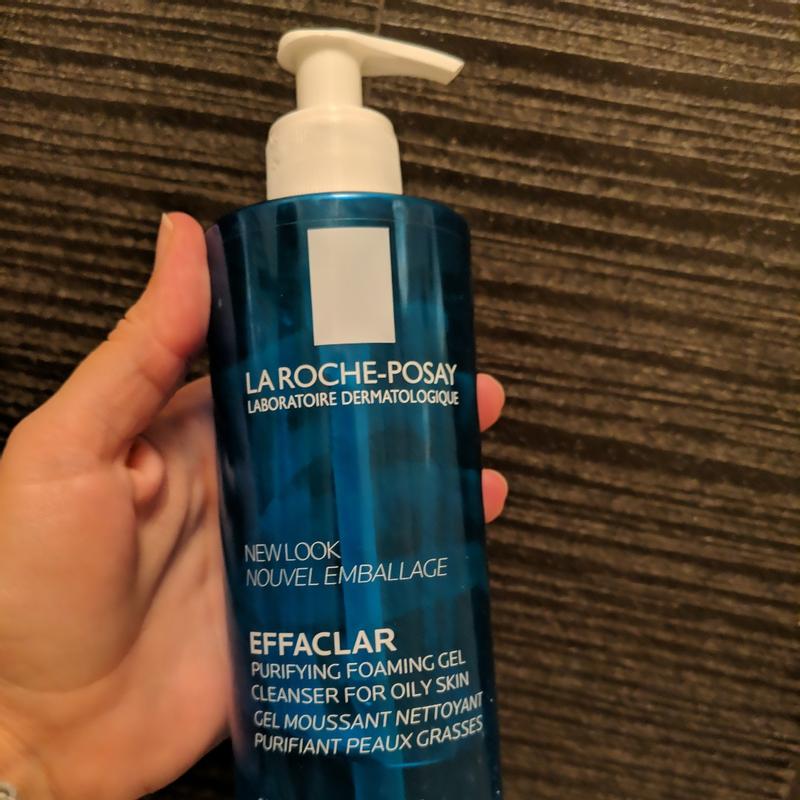 LA ROCHE-POSAY
LABORATOIRE DERMATOLOGIQUE
NEW LOOK
NOUVEL EMBALLAGE
EFFACLAR
PURIFYING FOAMING GEL
CLEANSER FOR OILY SKIN
GEL MOUSSANT NETTOYANT
PURIFIANT PEAUX GRASSES